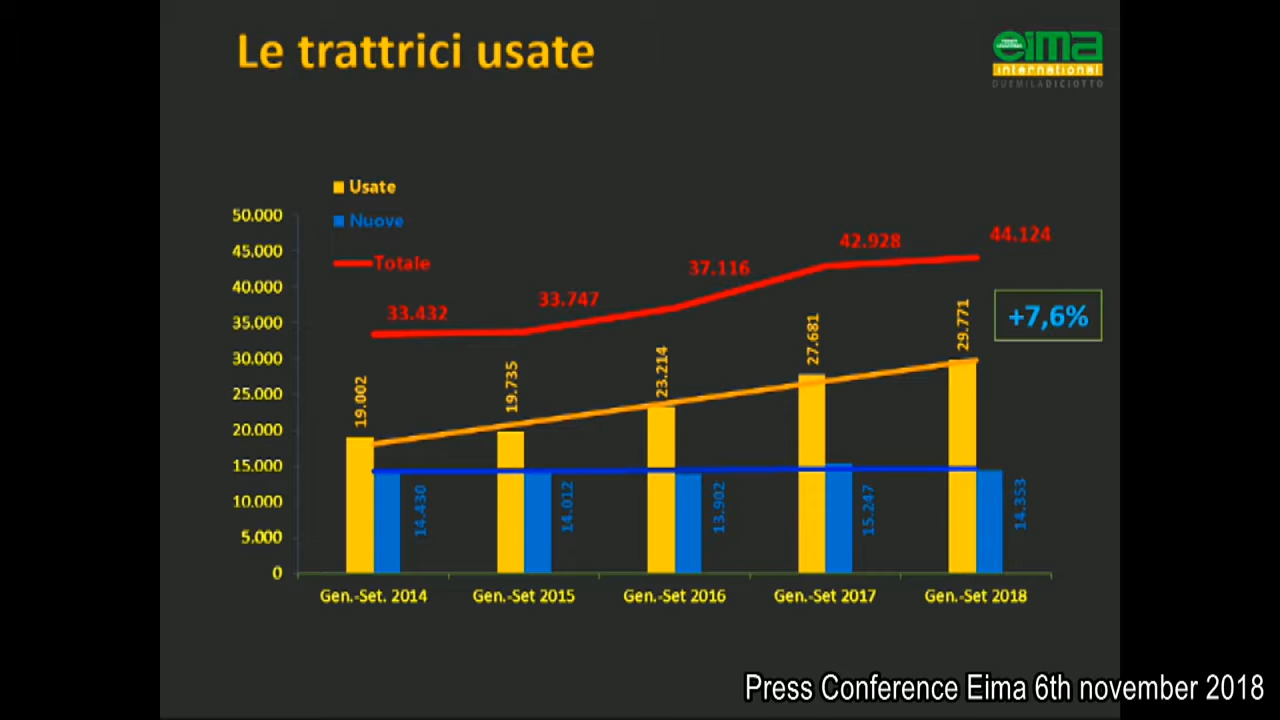 Le trattrici usate
eima
international
DUEMILADICIOTTO
Usate
Nuove
Totale
50.000
45.000
40.000
35.000
30.000
25.000
20.000
15.000
10.000
5.000
0
33.432
33.747
37.116
42.928
44.124
+7,6%
19.002
19.735
23.214
27.681
29.771
14.430
14.012
13.902
15.247
14.353
Gen.-Set. 2014
Gen.-Set 2015
Gen.-Set 2016
Gen.-Set 2017
Gen.-Set 2018
Press Conference Eima 6th november 2018